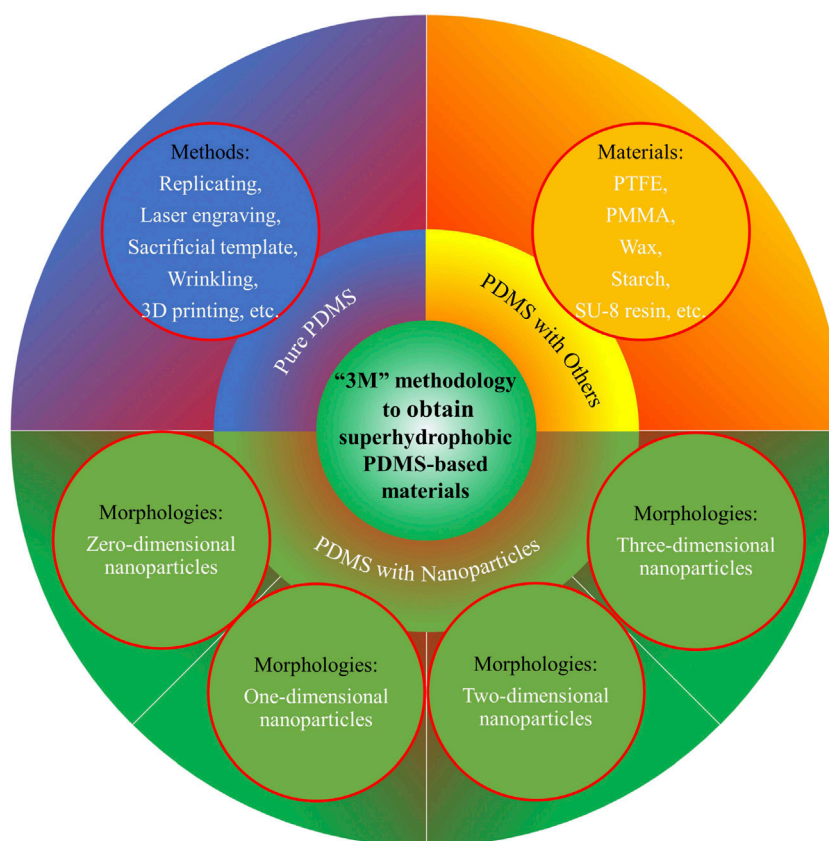 Methods:
Replicating,
Laser engraving,
Sacrificial template,
Wrinkling,
3D printing, etc.
Materials:
PTFE,
PMMA,
Wax,
Starch,
SU-8 resin, etc.
Pure PDMS
PDMS with Others
“3M” methodology
to obtain
superhydrophobic
PDMS-based
materials
PDMS with Nanoparticles
Morphologies:
Zero-dimensional
nanoparticles
Morphologies:
One-dimensional
nanoparticles
Morphologies:
Two-dimensional
nanoparticles
Morphologies:
Three-dimensional
nanoparticles